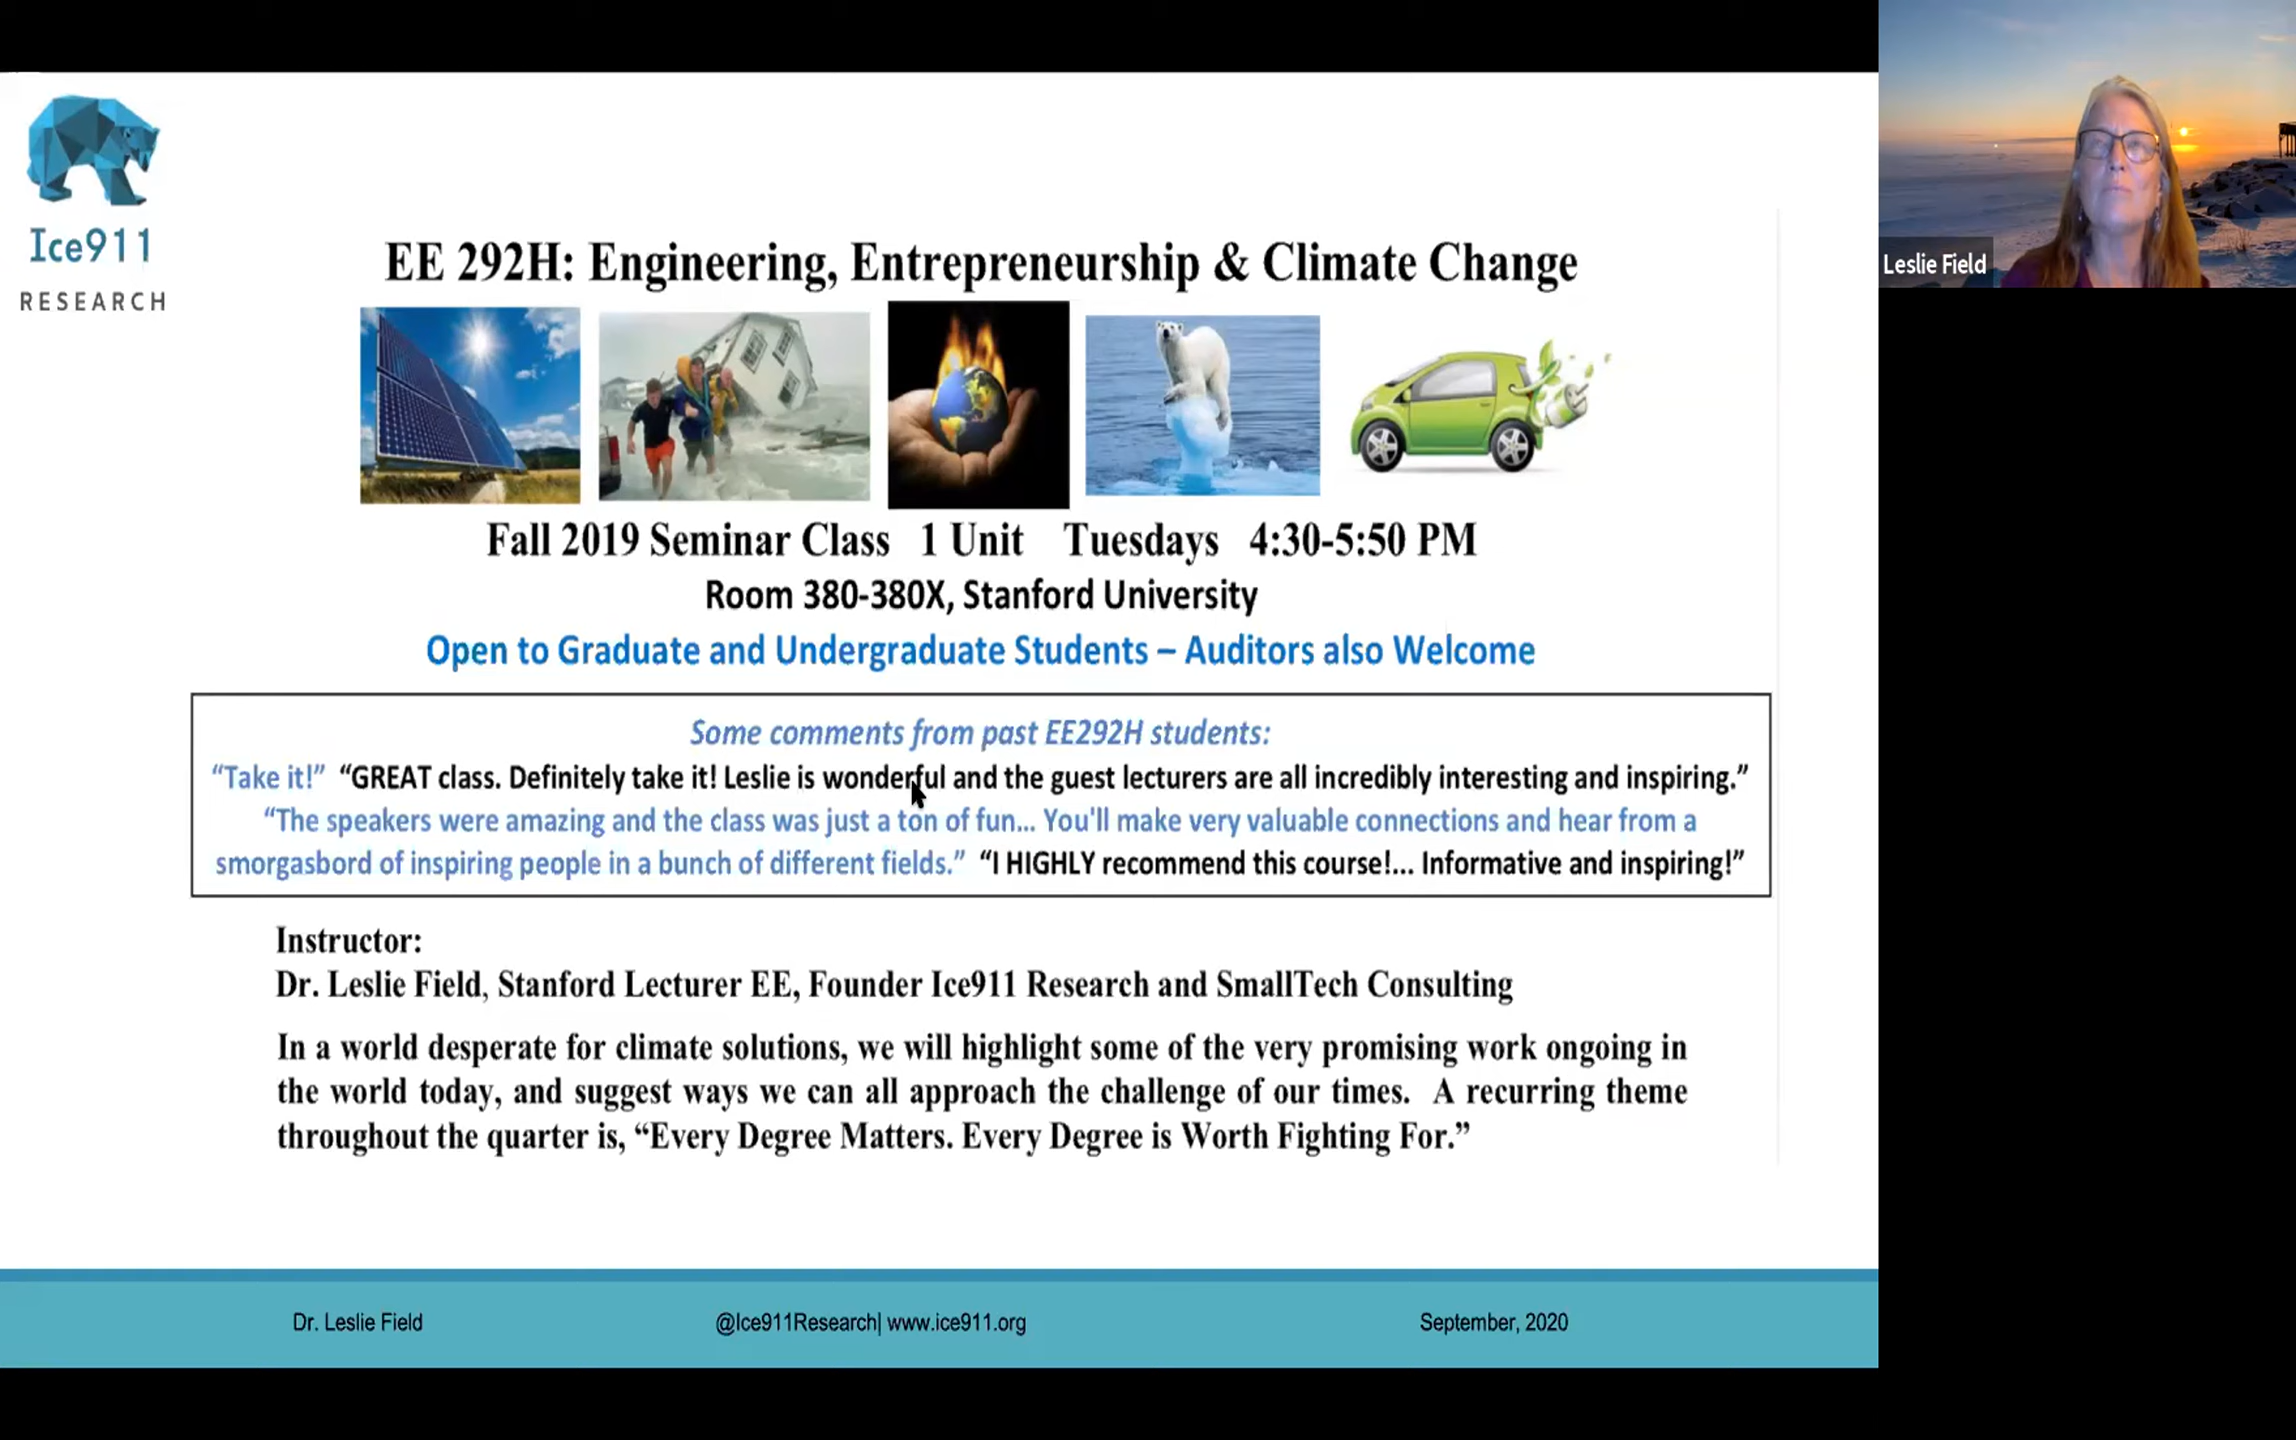 Ice911
RESEARCH
EE 292H: Engineering, Entrepreneurship & Climate Change
Fall 2019 Seminar Class 1 Unit Tuesdays 4:30-5:50 PM
Room 380-380X, Stanford University
Open to Graduate and Undergraduate Students – Auditors also Welcome
Some comments from past EE292H students:
“Take it!” “GREAT class. Definitely take it! Leslie is wonderful and the guest lecturers are all incredibly interesting and inspiring.”
“The speakers were amazing and the class was just a ton of fun... You'll make very valuable connections and hear from a
smorgasbord of inspiring people in a bunch of different fields.” “I HIGHLY recommend this course!... Informative and inspiring!”
Instructor:
Dr. Leslie Field, Stanford Lecturer EE, Founder Ice911 Research and SmallTech Consulting
In a world desperate for climate solutions, we will highlight some of the very promising work ongoing in
the world today, and suggest ways we can all approach the challenge of our times. A recurring theme
throughout the quarter is, “Every Degree Matters. Every Degree is Worth Fighting For.”
Dr. Leslie Field
@Ice911Research| www.ice911.org
September, 2020
Leslie Field